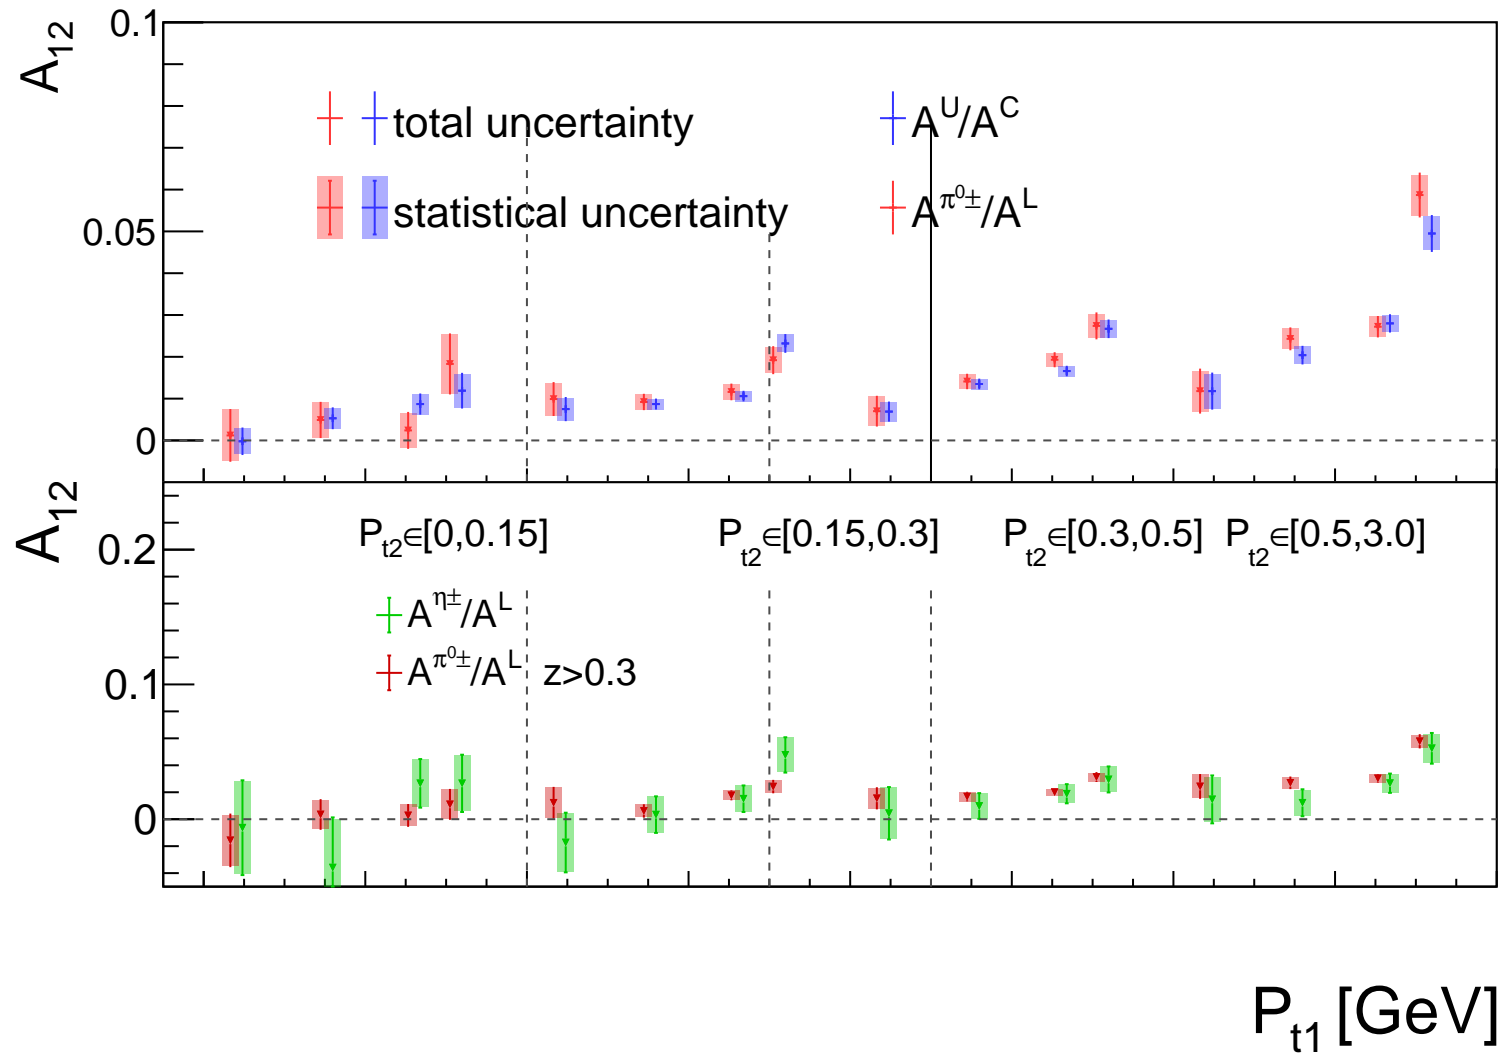 A12
0.1
0.05
0
total uncertainty
A^U/A^C
statistical uncertainty
A^π⁰±/A^L
A12
0.2
0.1
0
Pt2∈[0,0.15]
Pt2∈[0.15,0.3]
Pt2∈[0.3,0.5]
Pt2∈[0.5,3.0]
A^η±/A^L
A^π⁰±/A^L z>0.3
Pt1 [GeV]